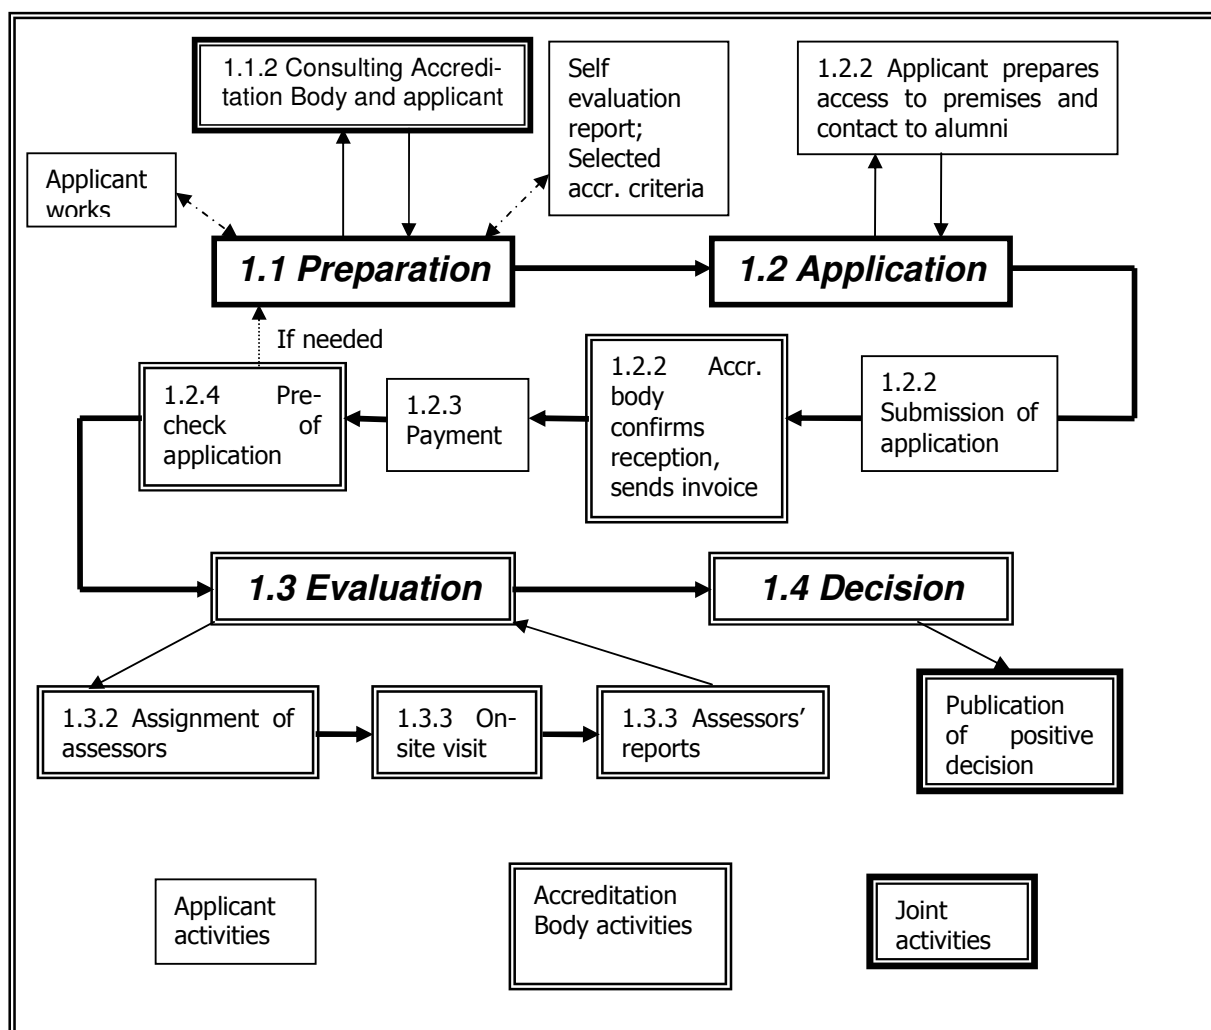 1.1.2 Consulting Accredi-
tation Body and applicant
Self
evaluation
report;
Selected
accr. criteria
1.2.2 Applicant prepares
access to premises and
contact to alumni
Applicant
works
1.1 Preparation
1.2 Application
If needed
1.2.4 Pre-
check of
application
1.2.3
Payment
1.2.2 Accr.
body
confirms
reception,
sends invoice
1.2.2
Submission of
application
1.3 Evaluation
1.4 Decision
1.3.2 Assignment of
assessors
1.3.3 On-
site visit
1.3.3 Assessors’
reports
Publication
of positive
decision
Applicant
activities
Accreditation
Body activities
Joint
activities